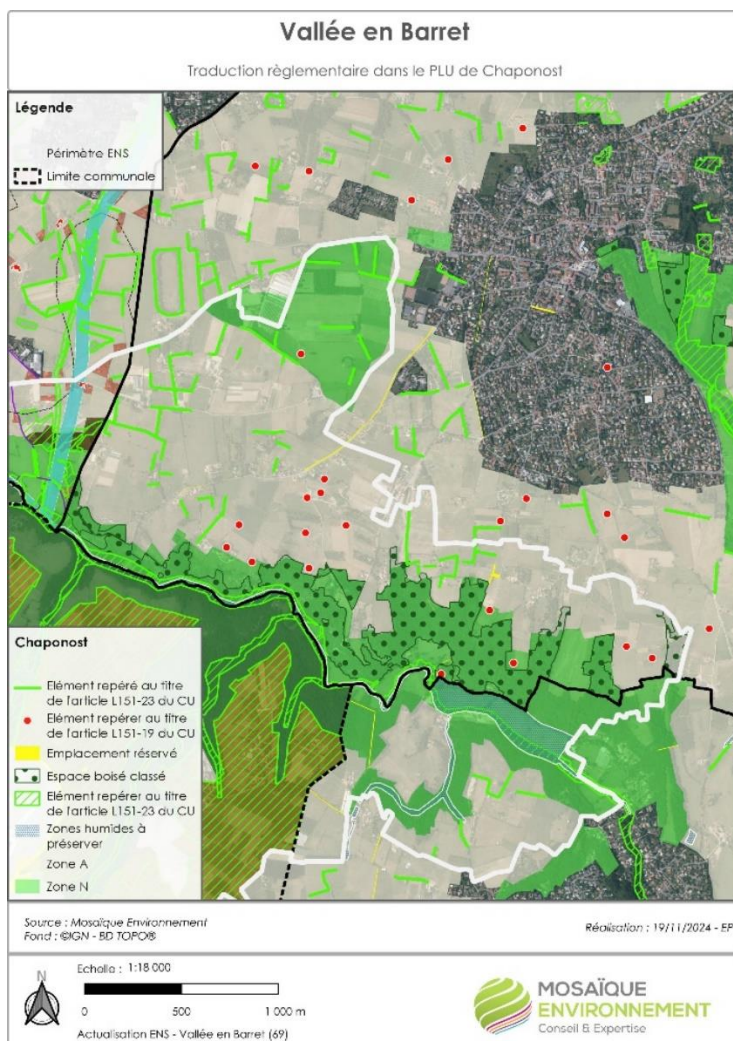 Vallée en Barret
Traduction règlementaire dans le PLU de Chaponost
Légende
Périmètre ENS
Limite communale
Chaponost
Elément repéré au titre
de l'article L151-23 du CU
Elément repérer au titre
de l'article L151-19 du CU
Emplacement réservé
Espace boisé classé
Elément repérer au titre
de l'article L151-23 du CU
Zones humides à
préserver
Zone A
Zone N
Source : Mosaïque Environnement
Fond : ©IGN - BD TOPO®
Réalisation : 19/11/2024 - EP
N
Echelle : 1:18 000
0 500 1 000 m
Actualisation ENS - Vallée en Barret (69)
MOSAÏQUE
ENVIRONNEMENT
Conseil & Expertise